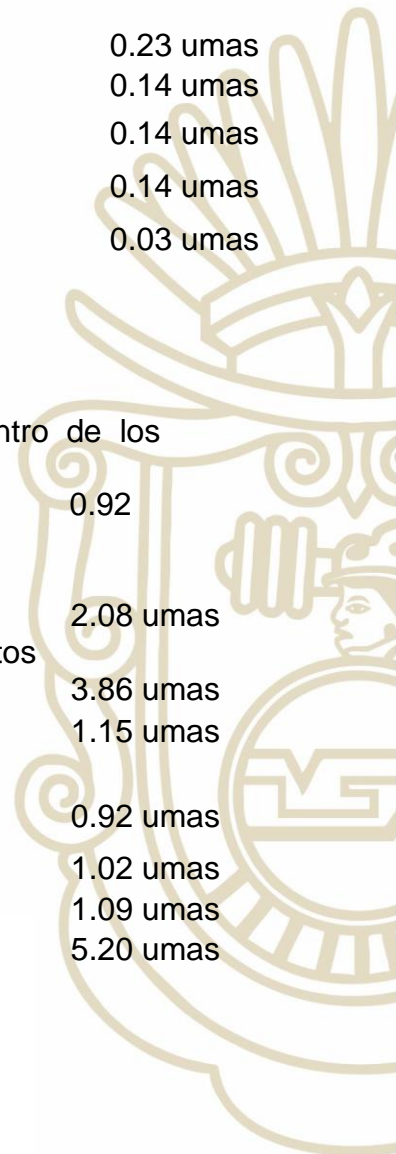 0.23 umas
0.14 umas
0.14 umas
0.14 umas
0.03 umas
ntro de los
0.92
2.08 umas
tos
3.86 umas
1.15 umas
0.92 umas
1.02 umas
1.09 umas
5.20 umas